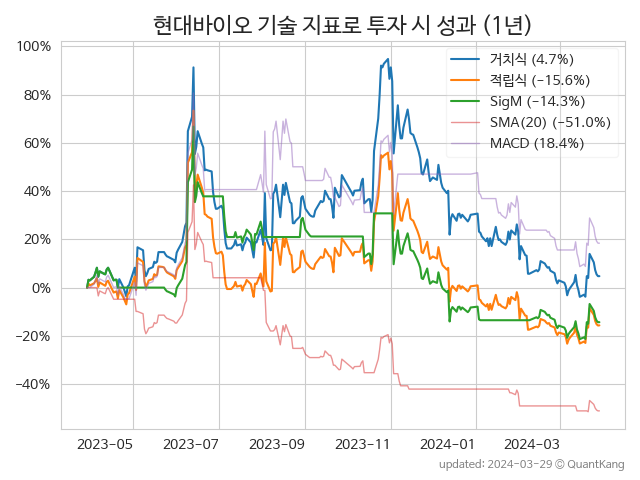 현대바이오 기술 지표로 투자 시 성과 (1년)
100%
80%
60%
40%
20%
0%
−20%
−40%
거치식 (4.7%)
적립식 (−15.6%)
SigM (−14.3%)
SMA(20) (−51.0%)
MACD (18.4%)
2023-05 2023-07 2023-09 2023-11 2024-01 2024-03
updated: 2024-03-29 ⓒ QuantKang